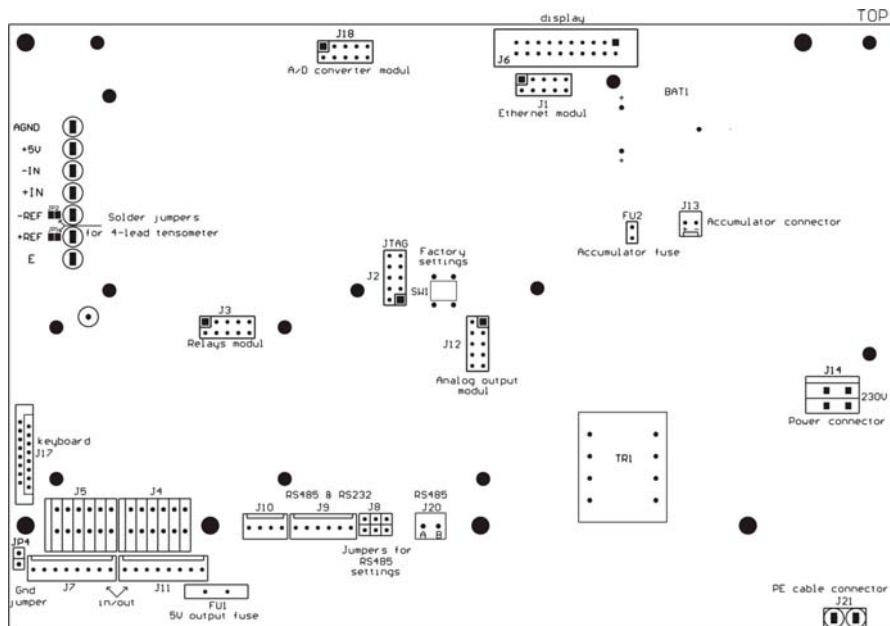 TOP
display
J18
J6
A/D converter modul
J1
Ethernet modul
BAT1
AGND
+5V
-IN
+IN
-REF
JP2
Solder jumpers
+REF
for 4-lead tensometer
E
FU2
J13
Accumulator connector
Accumulator fuse
JTAG
Factory
settings
J2
SW1
J3
Relays modul
J12
Analog output
modul
J14
230V
Power connector
keyboard
J17
TR1
J5
J4
RS485 & RS232
J10
J9
J8
RS485
J20
A B
JP4
Jumpers for
RS485
settings
J7
J11
Gnd
jumper
in/out
FU1
5V output fuse
PE cable connector
J21